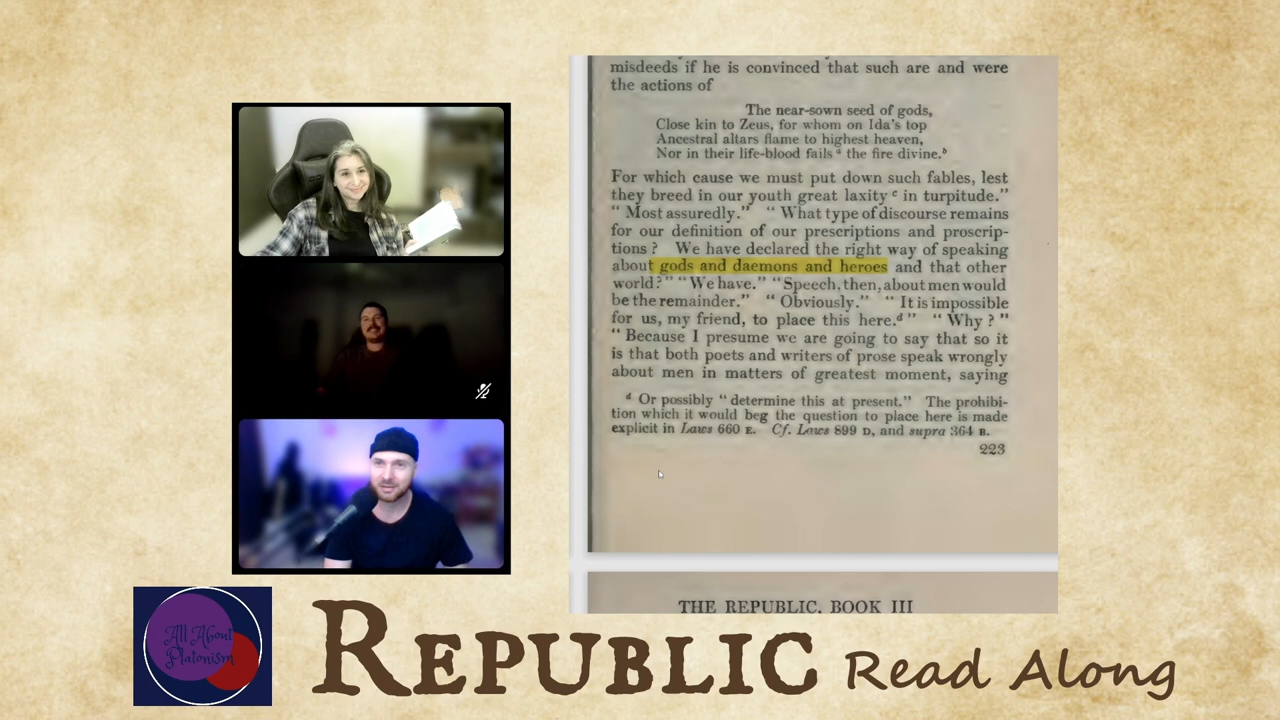 misdeeds if he is convinced that such are and were
the actions of
The near-sown seed of gods,
Close kin to Zeus, for whom on Ida's top
Ancestral altars flame to highest heaven,
Nor in their life-blood fails ᵃ the fire divine.ᵇ
For which cause we must put down such fables, lest
they breed in our youth great laxity ᶜ in turpitude.”
“ Most assuredly.” “ What type of discourse remains
for our definition of our prescriptions and proscrip-
tions ? We have declared the right way of speaking
about gods and daemons and heroes and that other
world?” “ We have.” “ Speech, then, about men would
be the remainder.” “ Obviously.” “ It is impossible
for us, my friend, to place this here.ᵈ ” “ Why ? ”
“ Because I presume we are going to say that so it
is that both poets and writers of prose speak wrongly
about men in matters of greatest moment, saying
ᵈ Or possibly “ determine this at present.” The prohibi-
tion which it would beg the question to place here is made
explicit in Laws 660 E. Cf. Laws 899 D, and supra 364 B.
223
THE REPUBLIC, BOOK III
All About
Platonism
REPUBLIC Read Along